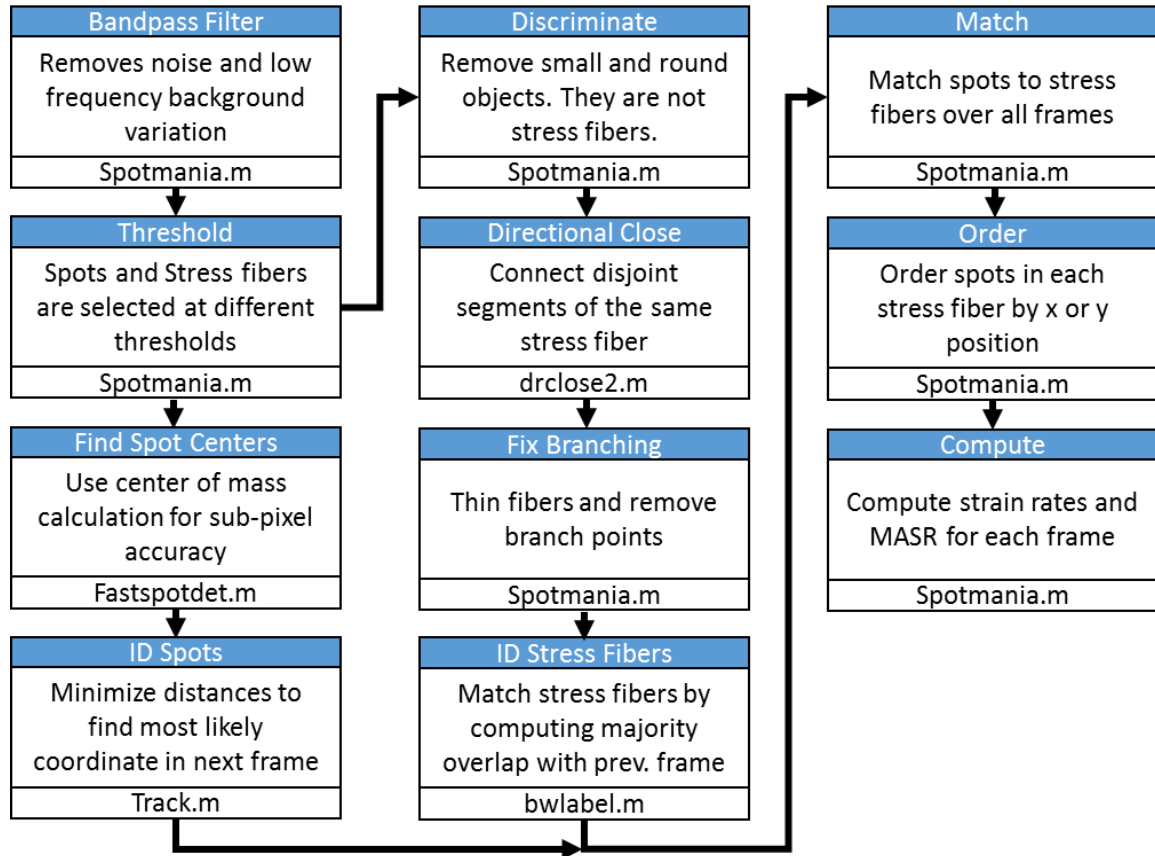 Bandpass Filter
Removes noise and low
frequency background
variation
Spotmania.m
Threshold
Spots and Stress fibers
are selected at different
thresholds
Spotmania.m
Find Spot Centers
Use center of mass
calculation for sub-pixel
accuracy
Fastspotdet.m
ID Spots
Minimize distances to
find most likely
coordinate in next frame
Track.m
Discriminate
Remove small and round
objects. They are not
stress fibers.
Spotmania.m
Directional Close
Connect disjoint
segments of the same
stress fiber
drclose2.m
Fix Branching
Thin fibers and remove
branch points
Spotmania.m
ID Stress Fibers
Match stress fibers by
computing majority
overlap with prev. frame
bwlabel.m
Match
Match spots to stress
fibers over all frames
Spotmania.m
Order
Order spots in each
stress fiber by x or y
position
Spotmania.m
Compute
Compute strain rates and
MASR for each frame
Spotmania.m